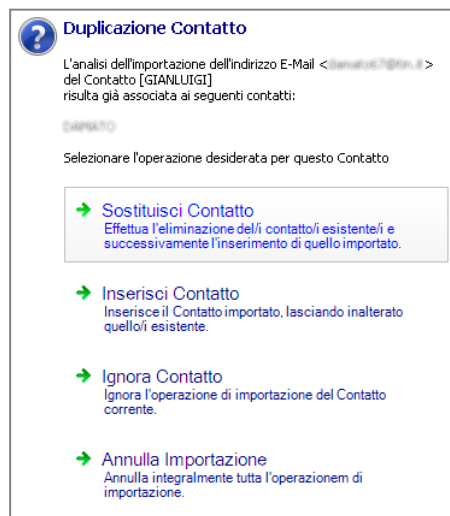 Duplicazione Contatto
L'analisi dell'importazione dell'indirizzo E-Mail < >
del Contatto [GIANLUIGI]
risulta già associata ai seguenti contatti:
Selezionare l'operazione desiderata per questo Contatto
Sostituisci Contatto
Effettua l'eliminazione del/i contatto/i esistente/i e
successivamente l'inserimento di quello importato.
Inserisci Contatto
Inserisce il Contatto importato, lasciando inalterato
quello/i esistente.
Ignora Contatto
Ignora l'operazione di importazione del Contatto
corrente.
Annulla Importazione
Annulla integralmente tutta l'operazionem di
importazione.